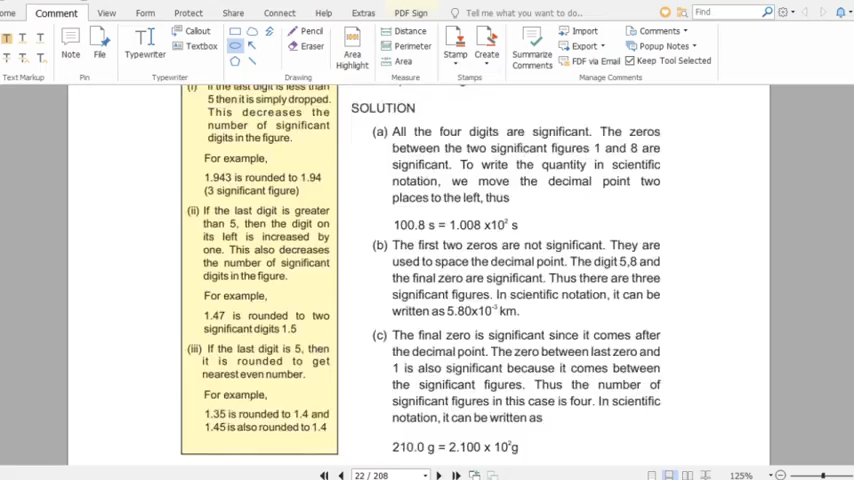 Home Comment View Form Protect Share Connect Help Extras PDF Sign Tell me what you want to do... Find
Note File Typewriter Callout Textbox Pencil Eraser Area Highlight Distance Perimeter Area Stamp Create Summarize Comments Import Export FDF via Email Comments Popup Notes Keep Tool Selected
Text Markup Pin Typewriter Drawing Measure Stamps Manage Comments
(i) If the last digit is less than
5 then it is simply dropped.
This decreases the
number of significant
digits in the figure.
For example,
1.943 is rounded to 1.94
(3 significant figure)
(ii) If the last digit is greater
than 5, then the digit on
its left is increased by
one. This also decreases
the number of significant
digits in the figure.
For example,
1.47 is rounded to two
significant digits 1.5
(iii) If the last digit is 5, then
it is rounded to get
nearest even number.
For example,
1.35 is rounded to 1.4 and
1.45 is also rounded to 1.4
SOLUTION
(a) All the four digits are significant. The zeros
between the two significant figures 1 and 8 are
significant. To write the quantity in scientific
notation, we move the decimal point two
places to the left, thus
100.8 s = 1.008 x10² s
(b) The first two zeros are not significant. They are
used to space the decimal point. The digit 5,8 and
the final zero are significant. Thus there are three
significant figures. In scientific notation, it can be
written as 5.80x10⁻³ km.
(c) The final zero is significant since it comes after
the decimal point. The zero between last zero and
1 is also significant because it comes between
the significant figures. Thus the number of
significant figures in this case is four. In scientific
notation, it can be written as
210.0 g = 2.100 x 10²g
22 / 208 125%